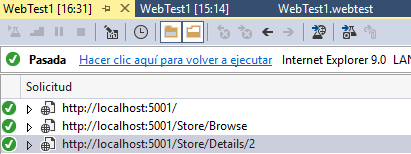 WebTest1 [16:31] WebTest1 [15:14] WebTest1.webtest
Pasada Hacer clic aquí para volver a ejecutar Internet Explorer 9.0 LAN
Solicitud
http://localhost:5001/
http://localhost:5001/Store/Browse
http://localhost:5001/Store/Details/2